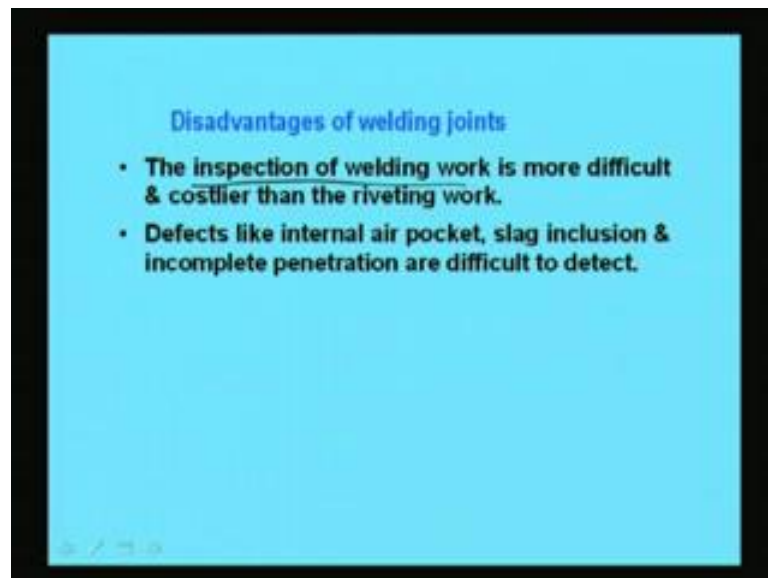 Disadvantages of welding joints
• The inspection of welding work is more difficult
& costlier than the riveting work.
• Defects like internal air pocket, slag inclusion &
incomplete penetration are difficult to detect.